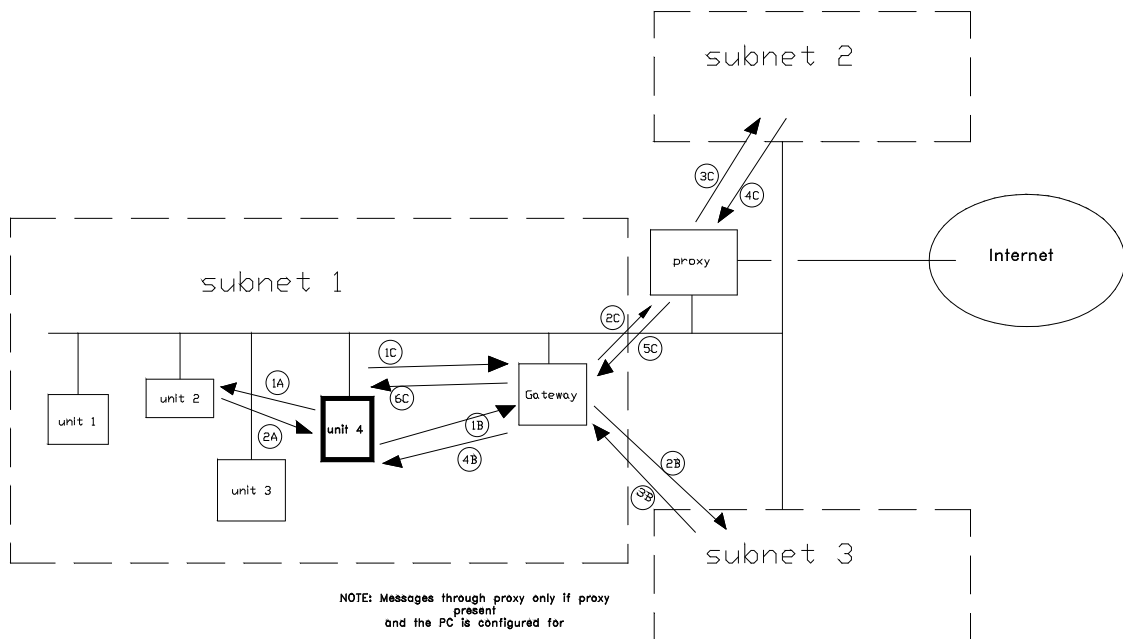 subnet 2
3C
4C
proxy
Internet
subnet 1
2C
5C
1C
6C
Gateway
1A
unit 2
unit 1
unit 4
2A
1B
4B
2B
unit 3
3B
subnet 3
NOTE: Messages through proxy only if proxy
present
and the PC is configured for